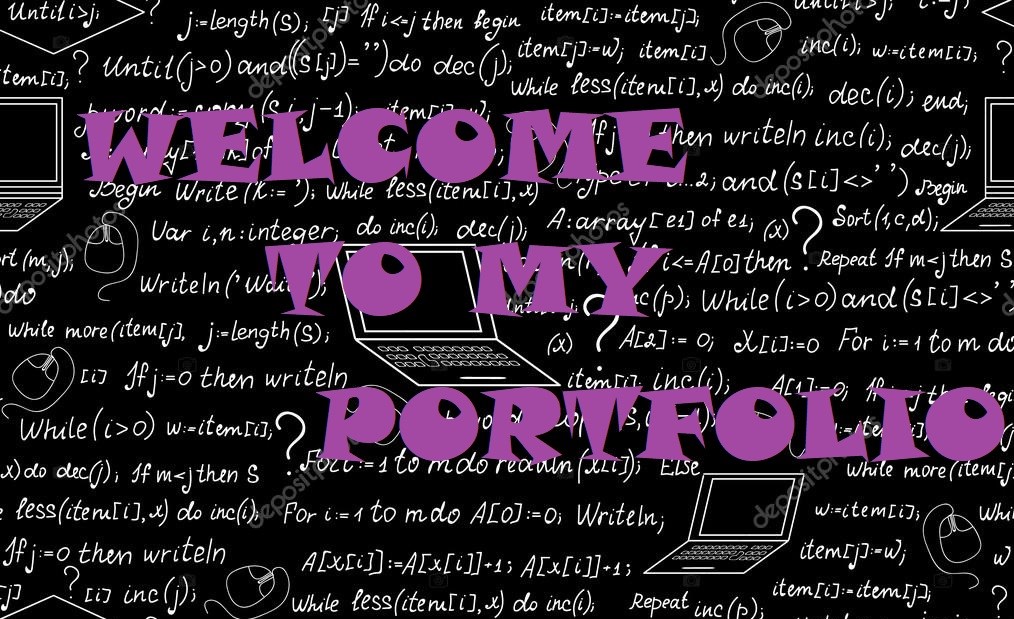 Until i>j;
j:=length(S);
If i<=j then begin
item[i]:=item[j];
?
Until(j>0) and((S[j])=’’)do dec(j);
item[j]:=w; item[i]
inc(i); w:=item[i];
?
tem[i];
While less(item[i],x) do inc(i); dec(i); end;
WELCOME
then writeln inc(i); dec(j);
and(s[i]<>’’) Begin
Begin Write(K:=’); While less(item[i],x)
Var i,n:integer; do inc(i); dec(j);
A:array[e1] of e1; (x) ? Sort(1,c,d);
rt(m,j);
TO MY
i<=A[0]then ? Repeat If m<j then S
do
Writeln(’
While(i>0)and(s[i]<>’’
While more(item[j], j:=length(S);
(x) ? A[2]:=0; X[i]:=0 For i:=1 to m do
[i] If j:=0 then writeln
item[i]; inc(i); A[1]:=0;
PORTFOLIO
While(i>0) w:=item[i]; ?
x)do dec(j); If m<j then S
:=1 to m do readln(x[i]); Else
While more(item
less(item[i],x) do inc(i); For i:=1 to m do A[0]:=0; Writeln;
w:=item[i];
If j:=0 then writeln
item[j]:=w;
A[x[i]]:=A[x[i]]+1; A[x[i]]+1;
? [i] inc(j);
While less(item[i],x) do inc(i); Repeat inc(p);
item[i]:=item[j];
?